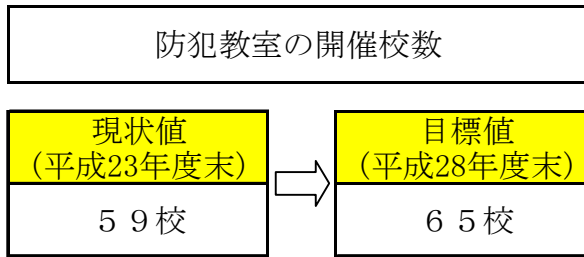 防犯教室の開催校数
現状値
（平成23年度末）
５９校
目標値
（平成28年度末）
６５校